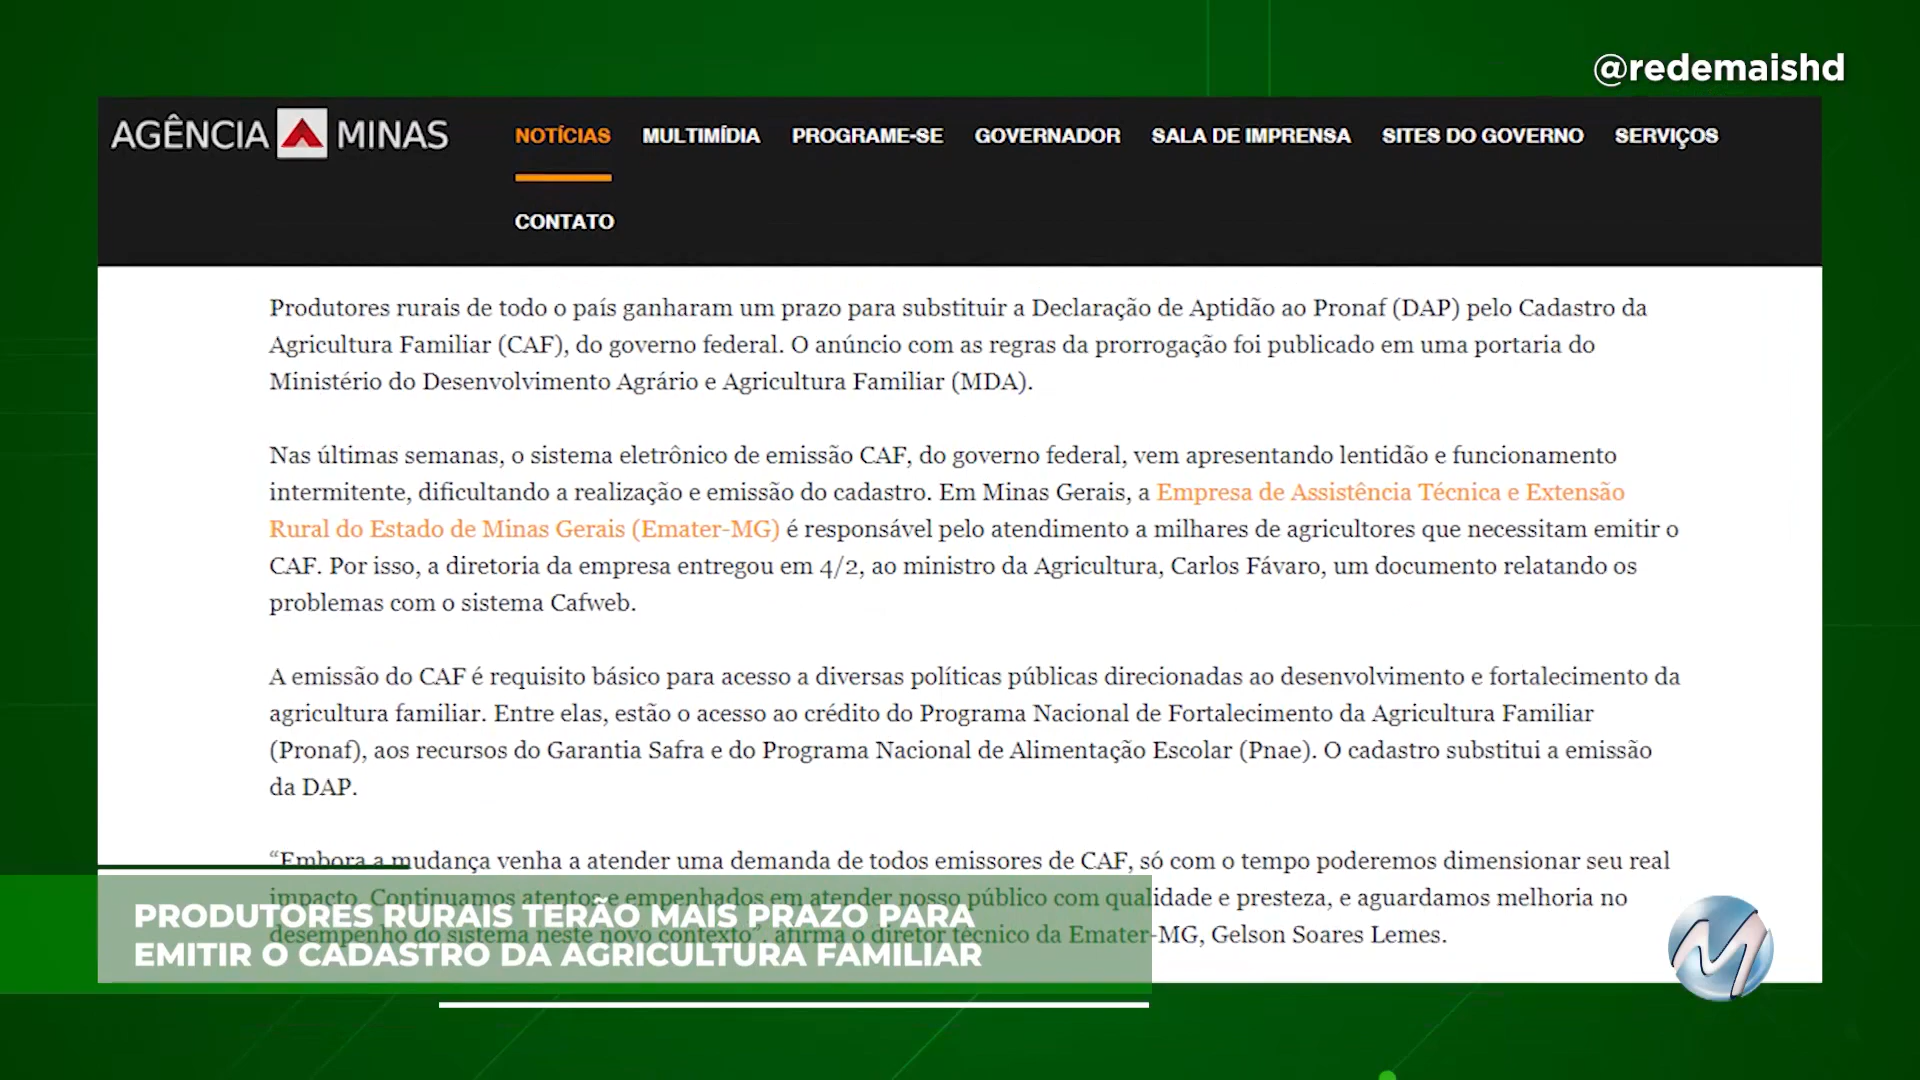 @redemaishd
AGÊNCIA MINAS
NOTÍCIAS MULTIMÍDIA PROGRAME-SE GOVERNADOR SALA DE IMPRENSA SITES DO GOVERNO SERVIÇOS
CONTATO
Produtores rurais de todo o país ganharam um prazo para substituir a Declaração de Aptidão ao Pronaf (DAP) pelo Cadastro da
Agricultura Familiar (CAF), do governo federal. O anúncio com as regras da prorrogação foi publicado em uma portaria do
Ministério do Desenvolvimento Agrário e Agricultura Familiar (MDA).
Nas últimas semanas, o sistema eletrônico de emissão CAF, do governo federal, vem apresentando lentidão e funcionamento
intermitente, dificultando a realização e emissão do cadastro. Em Minas Gerais, a Empresa de Assistência Técnica e Extensão
Rural do Estado de Minas Gerais (Emater-MG) é responsável pelo atendimento a milhares de agricultores que necessitam emitir o
CAF. Por isso, a diretoria da empresa entregou em 4/2, ao ministro da Agricultura, Carlos Fávaro, um documento relatando os
problemas com o sistema Cafweb.
A emissão do CAF é requisito básico para acesso a diversas políticas públicas direcionadas ao desenvolvimento e fortalecimento da
agricultura familiar. Entre elas, estão o acesso ao crédito do Programa Nacional de Fortalecimento da Agricultura Familiar
(Pronaf), aos recursos do Garantia Safra e do Programa Nacional de Alimentação Escolar (Pnae). O cadastro substitui a emissão
da DAP.
“Embora a mudança venha a atender uma demanda de todos emissores de CAF, só com o tempo poderemos dimensionar seu real
impacto. Continuamos atentos e empenhados em atender nosso público com qualidade e presteza, e aguardamos melhoria no
desempenho do sistema neste novo contexto”, afirma o diretor técnico da Emater-MG, Gelson Soares Lemes.
PRODUTORES RURAIS TERÃO MAIS PRAZO PARA
EMITIR O CADASTRO DA AGRICULTURA FAMILIAR